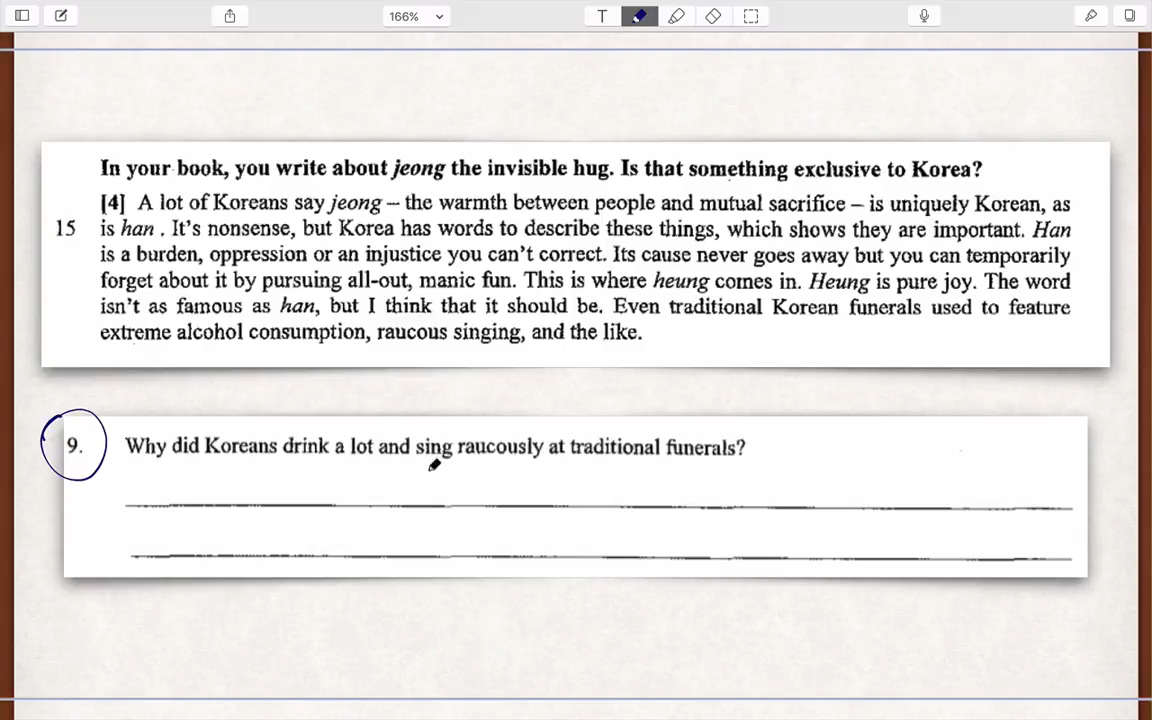 166%
T
In your book, you write about jeong the invisible hug. Is that something exclusive to Korea?
[4] A lot of Koreans say jeong – the warmth between people and mutual sacrifice – is uniquely Korean, as
15 is han . It's nonsense, but Korea has words to describe these things, which shows they are important. Han
is a burden, oppression or an injustice you can't correct. Its cause never goes away but you can temporarily
forget about it by pursuing all-out, manic fun. This is where heung comes in. Heung is pure joy. The word
isn't as famous as han, but I think that it should be. Even traditional Korean funerals used to feature
extreme alcohol consumption, raucous singing, and the like.
9. Why did Koreans drink a lot and sing raucously at traditional funerals?